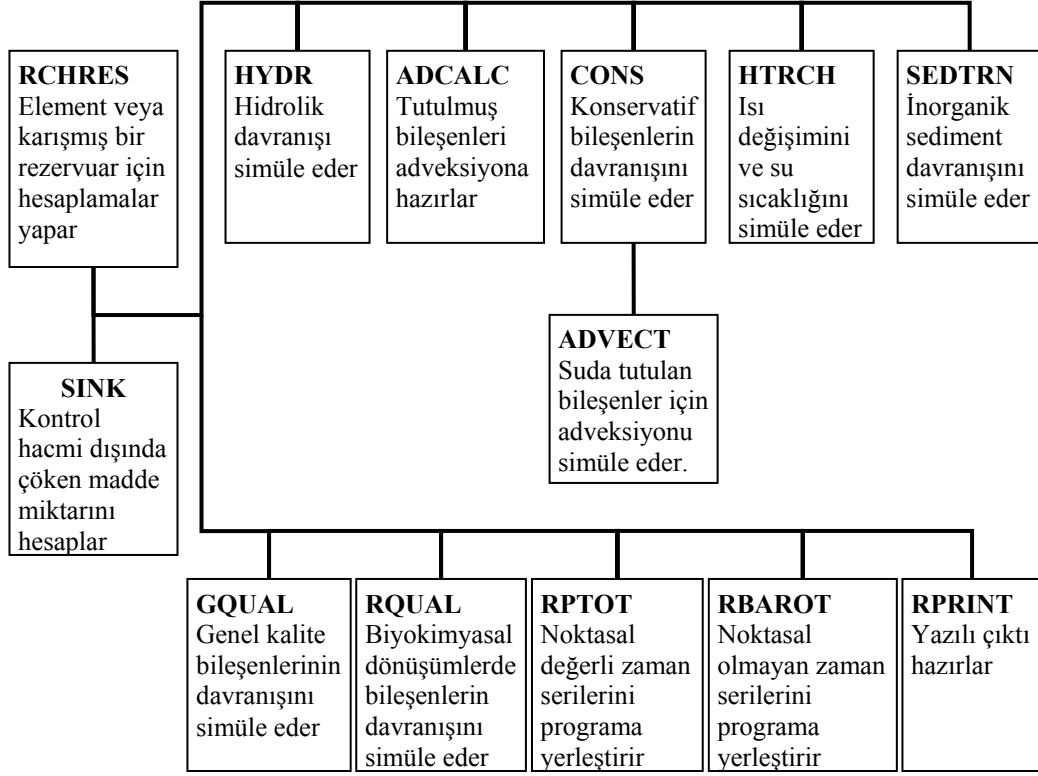 RCHRES
Element veya
karışmış bir
rezervuar için
hesaplamalar
yapar
HYDR
Hidrolik
davranışı
simüle eder
ADCALC
Tutulmuş
bileşenleri
adveksiyona
hazırlar
CONS
Konservatif
bileşenlerin
davranışını
simüle eder
HTRCH
Isı
değişimini
ve su
sıcaklığını
simüle eder
SEDTRN
İnorganik
sediment
davranışını
simüle eder
SINK
Kontrol
hacmi dışında
çöken madde
miktarını
hesaplar
ADVECT
Suda tutulan
bileşenler için
adveksiyonu
simüle eder.
GQUAL
Genel kalite
bileşenlerinin
davranışını
simüle eder
RQUAL
Biyokimyasal
dönüşümlerde
bileşenlerin
davranışını
simüle eder
RPTOT
Noktasal
değerli zaman
serilerini
programa
yerleştirir
RBAROT
Noktasal
olmayan zaman
serilerini
programa
yerleştirir
RPRINT
Yazılı çıktı
hazırlar